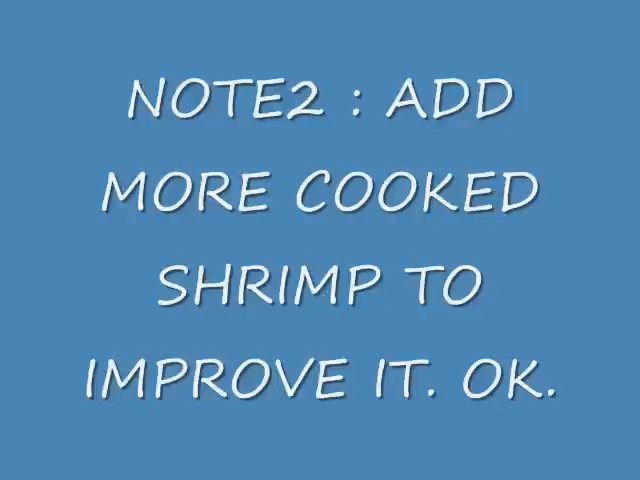 NOTE2 : ADD
MORE COOKED
SHRIMP TO
IMPROVE IT. OK.